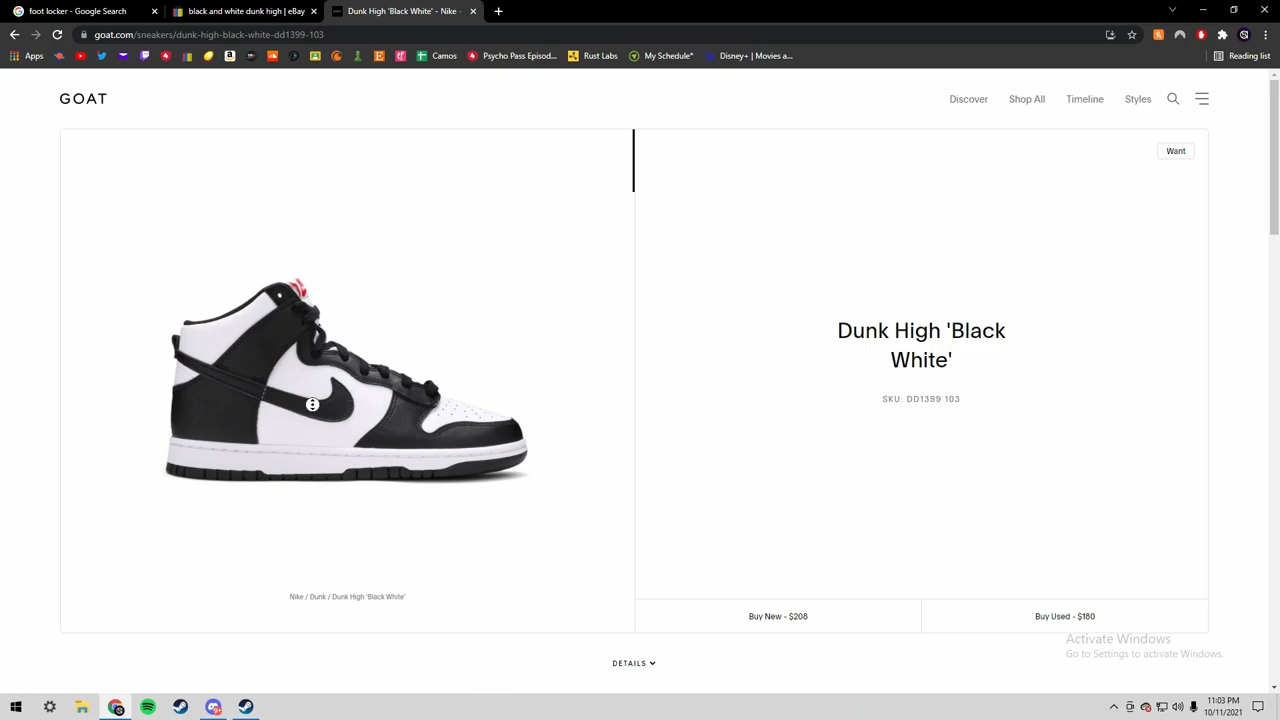 foot locker - Google Search
black and white dunk high | eBay
Dunk High 'Black White' - Nike
goat.com/sneakers/dunk-high-black-white-dd1399-103
Apps
Camos
Psycho Pass Episod...
Rust Labs
My Schedule*
Disney+ | Movies a...
Reading list
GOAT
Discover
Shop All
Timeline
Styles
Want
Dunk High 'Black
White'
SKU: DD1399 103
Nike / Dunk / Dunk High 'Black White'
Buy New - $208
Buy Used - $180
Activate Windows
Go to Settings to activate Windows.
DETAILS
11:03 PM
10/11/2021